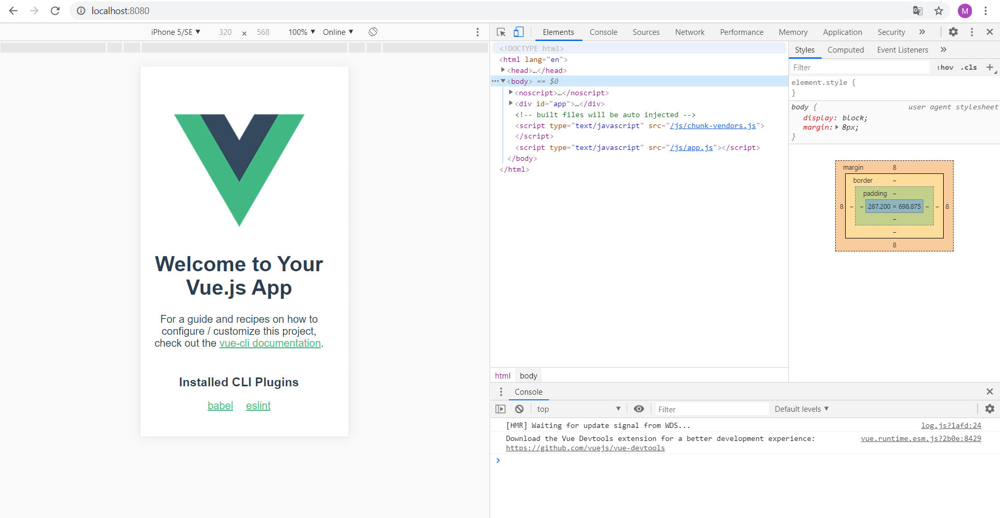 localhost:8080
M
iPhone 5/SE ▼ 320 × 568 100% ▼ Online ▼
Elements Console Sources Network Performance Memory Application Security »
<!DOCTYPE html>
<html lang="en">
<head>…</head>
<body> == $0
<noscript>…</noscript>
<div id="app">…</div>
<!-- built files will be auto injected -->
<script type="text/javascript" src="/js/chunk-vendors.js">
</script>
<script type="text/javascript" src="/js/app.js"></script>
</body>
</html>
html body
Styles Computed Event Listeners »
Filter :hov .cls +
element.style {
}
body { user agent stylesheet
display: block;
margin: 8px;
}
margin 8
border –
padding –
8 – – 287.200 × 698.875 – – 8
–
–
8
Welcome to Your
Vue.js App
For a guide and recipes on how to
configure / customize this project,
check out the vue-cli documentation.
Installed CLI Plugins
babel eslint
Console
top ▼ Filter Default levels ▼
[HMR] Waiting for update signal from WDS... log.js?1afd:24
Download the Vue Devtools extension for a better development experience: vue.runtime.esm.js?2b0e:8429
https://github.com/vuejs/vue-devtools